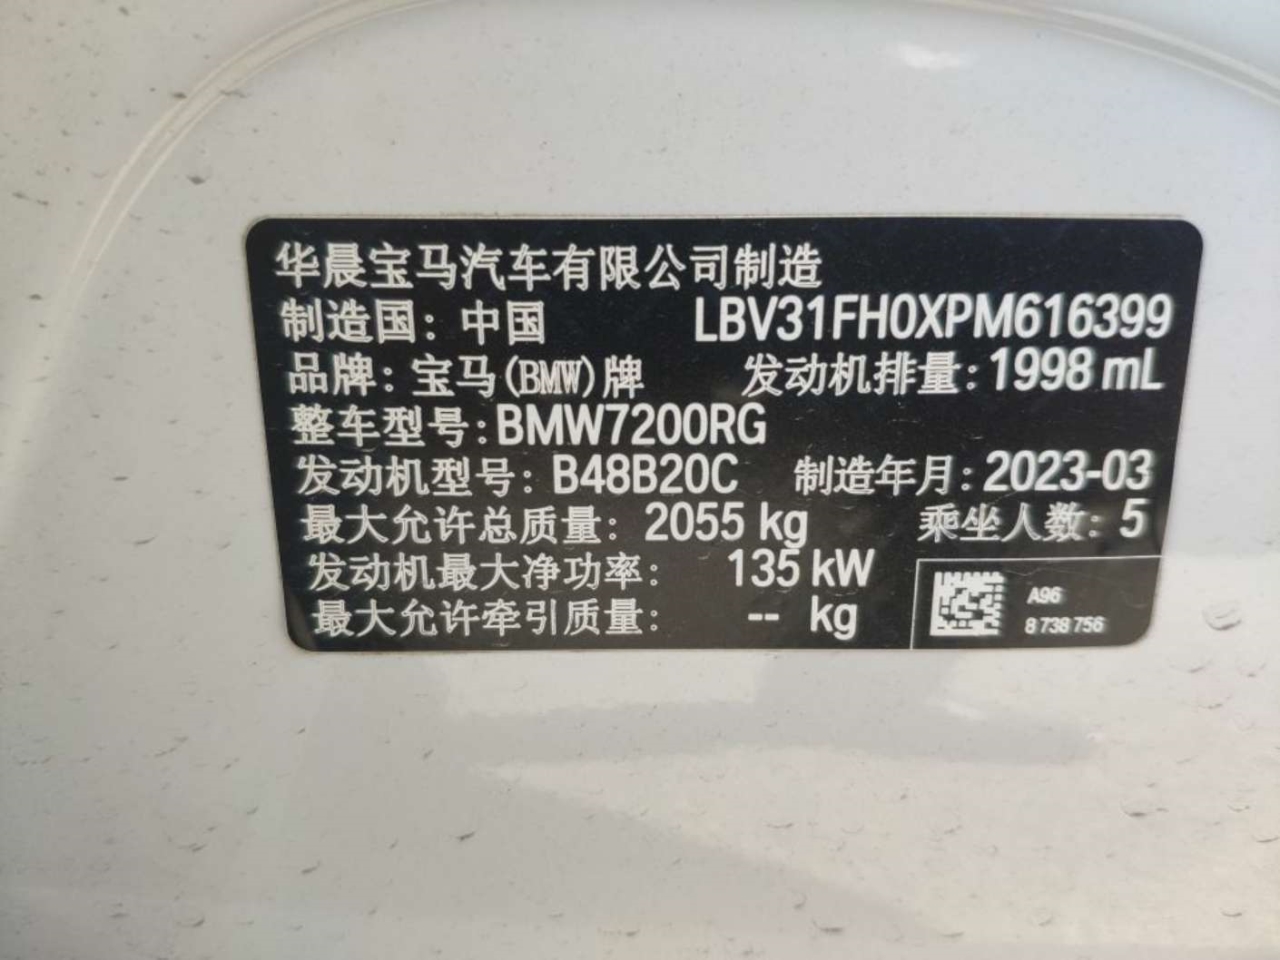 华晨宝马汽车有限公司制造
制造国：中国 LBV31FH0XPM616399
品牌：宝马(BMW)牌 发动机排量：1998 mL
整车型号：BMW7200RG
发动机型号：B48B20C 制造年月：2023-03
最大允许总质量：2055 kg 乘坐人数：5
发动机最大净功率：135 kW
最大允许牵引质量：-- kg
A96
8 738 756